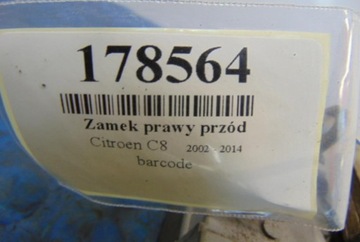 178564
Zamek prawy przód
Citroen C8 2002 - 2014
barcode